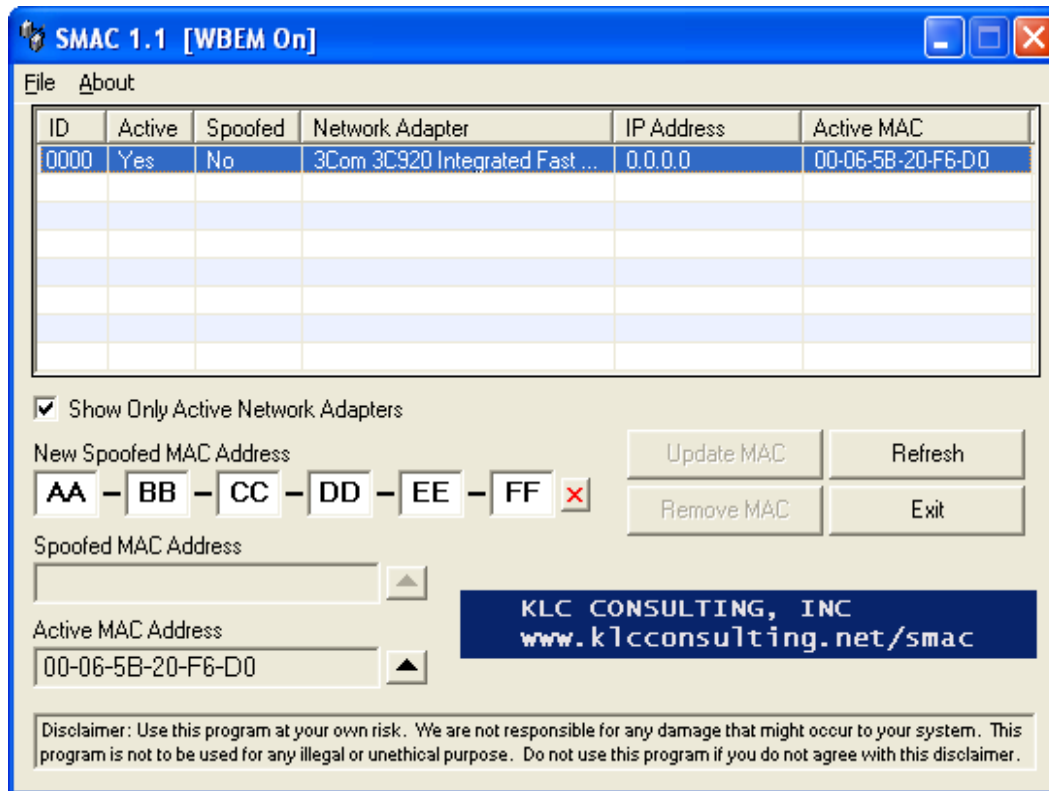 SMAC 1.1 [WBEM On]
File About
ID Active Spoofed Network Adapter IP Address Active MAC
0000 Yes No 3Com 3C920 Integrated Fast ... 0.0.0.0 00-06-5B-20-F6-D0
Show Only Active Network Adapters
New Spoofed MAC Address
AA - BB - CC - DD - EE - FF
Update MAC Refresh
Remove MAC Exit
Spoofed MAC Address
KLC CONSULTING, INC
www.klcconsulting.net/smac
Active MAC Address
00-06-5B-20-F6-D0
Disclaimer: Use this program at your own risk. We are not responsible for any damage that might occur to your system. This
program is not to be used for any illegal or unethical purpose. Do not use this program if you do not agree with this disclaimer.